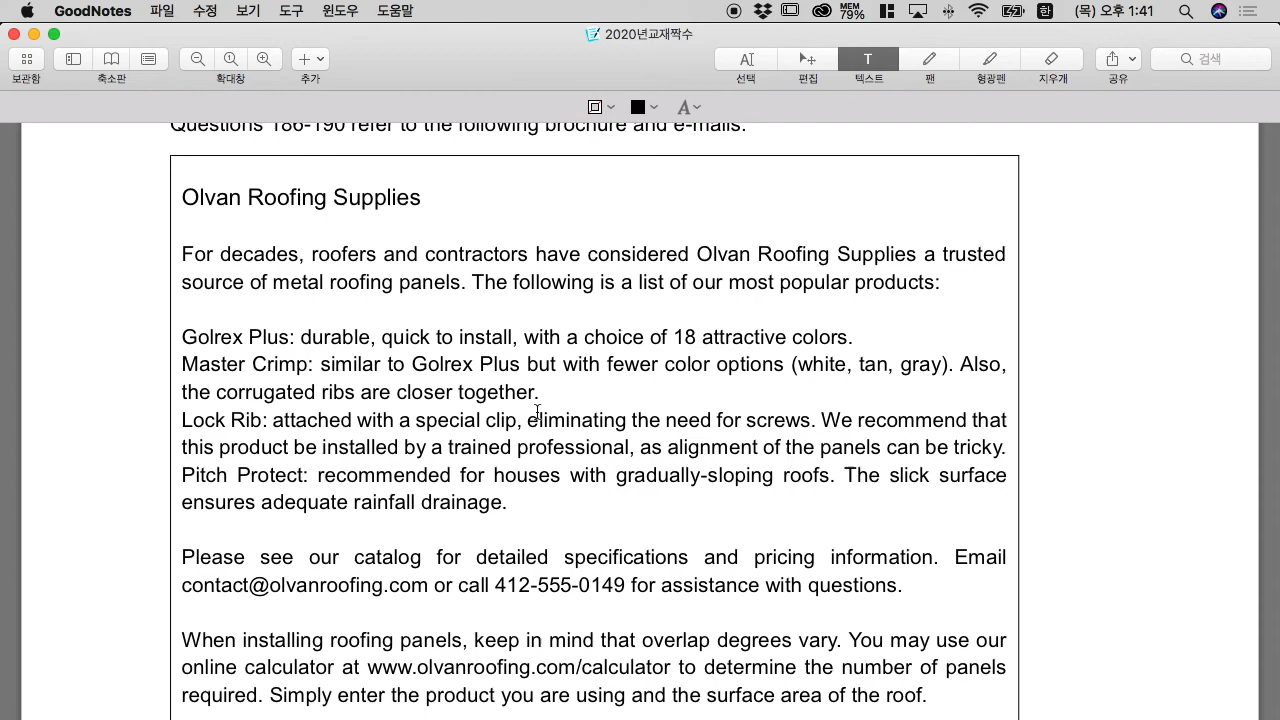 GoodNotes 파일 수정 보기 도구 윈도우 도움말 MEM 79% 한 (목) 오후 1:41
2020년교재짝수
보관함 축소판 확대창 추가 선택 편집 텍스트 펜 형광펜 지우개 공유 검색
Questions 186-190 refer to the following brochure and e-mails.
Olvan Roofing Supplies
For decades, roofers and contractors have considered Olvan Roofing Supplies a trusted
source of metal roofing panels. The following is a list of our most popular products:
Golrex Plus: durable, quick to install, with a choice of 18 attractive colors.
Master Crimp: similar to Golrex Plus but with fewer color options (white, tan, gray). Also,
the corrugated ribs are closer together.
Lock Rib: attached with a special clip, eliminating the need for screws. We recommend that
this product be installed by a trained professional, as alignment of the panels can be tricky.
Pitch Protect: recommended for houses with gradually-sloping roofs. The slick surface
ensures adequate rainfall drainage.
Please see our catalog for detailed specifications and pricing information. Email
contact@olvanroofing.com or call 412-555-0149 for assistance with questions.
When installing roofing panels, keep in mind that overlap degrees vary. You may use our
online calculator at www.olvanroofing.com/calculator to determine the number of panels
required. Simply enter the product you are using and the surface area of the roof.